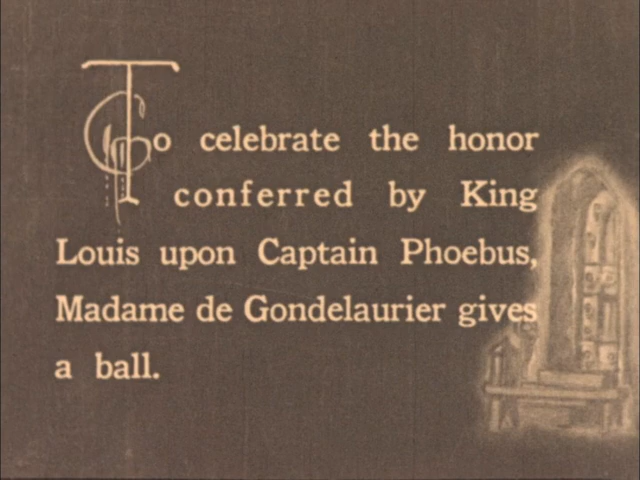 To celebrate the honor
conferred by King
Louis upon Captain Phoebus,
Madame de Gondelaurier gives
a ball.